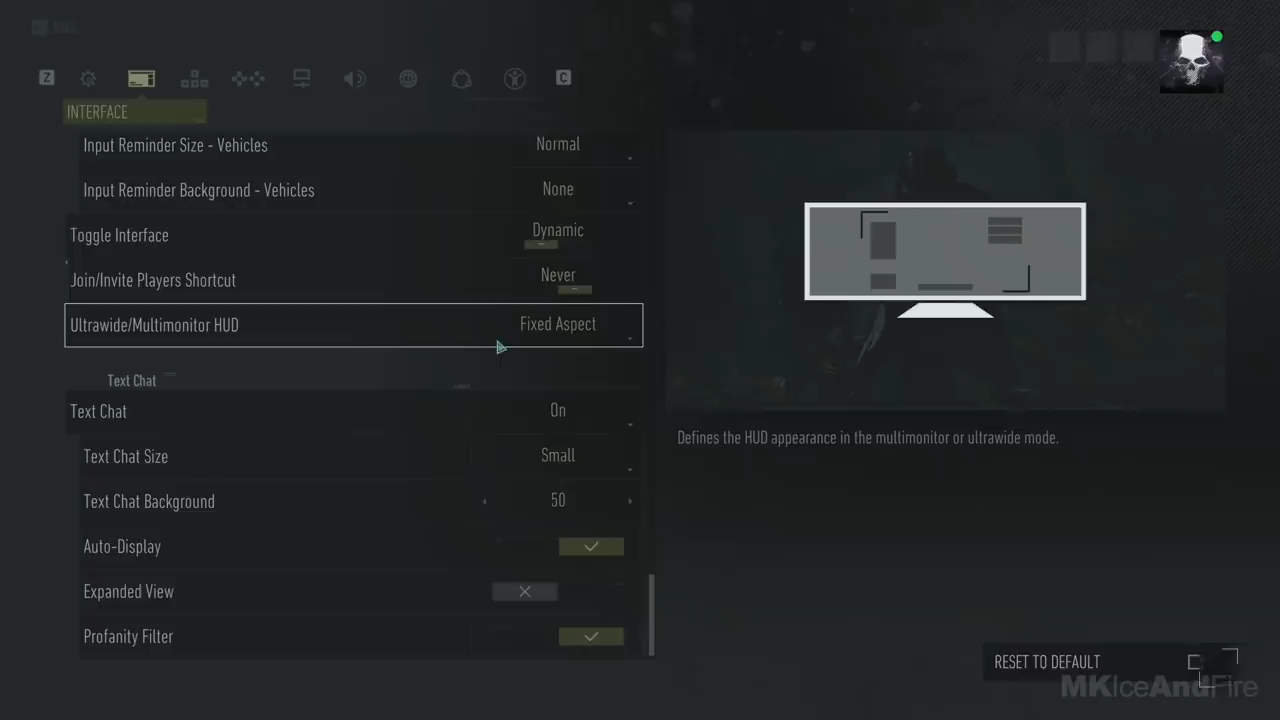 Z
C
INTERFACE
Input Reminder Size - Vehicles Normal
Input Reminder Background - Vehicles None
Toggle Interface Dynamic
Join/Invite Players Shortcut Never
Ultrawide/Multimonitor HUD Fixed Aspect
Defines the HUD appearance in the multimonitor or ultrawide mode.
Text Chat
Text Chat On
Text Chat Size Small
Text Chat Background 50
Auto-Display
Expanded View
Profanity Filter
RESET TO DEFAULT
MKIceAndFire